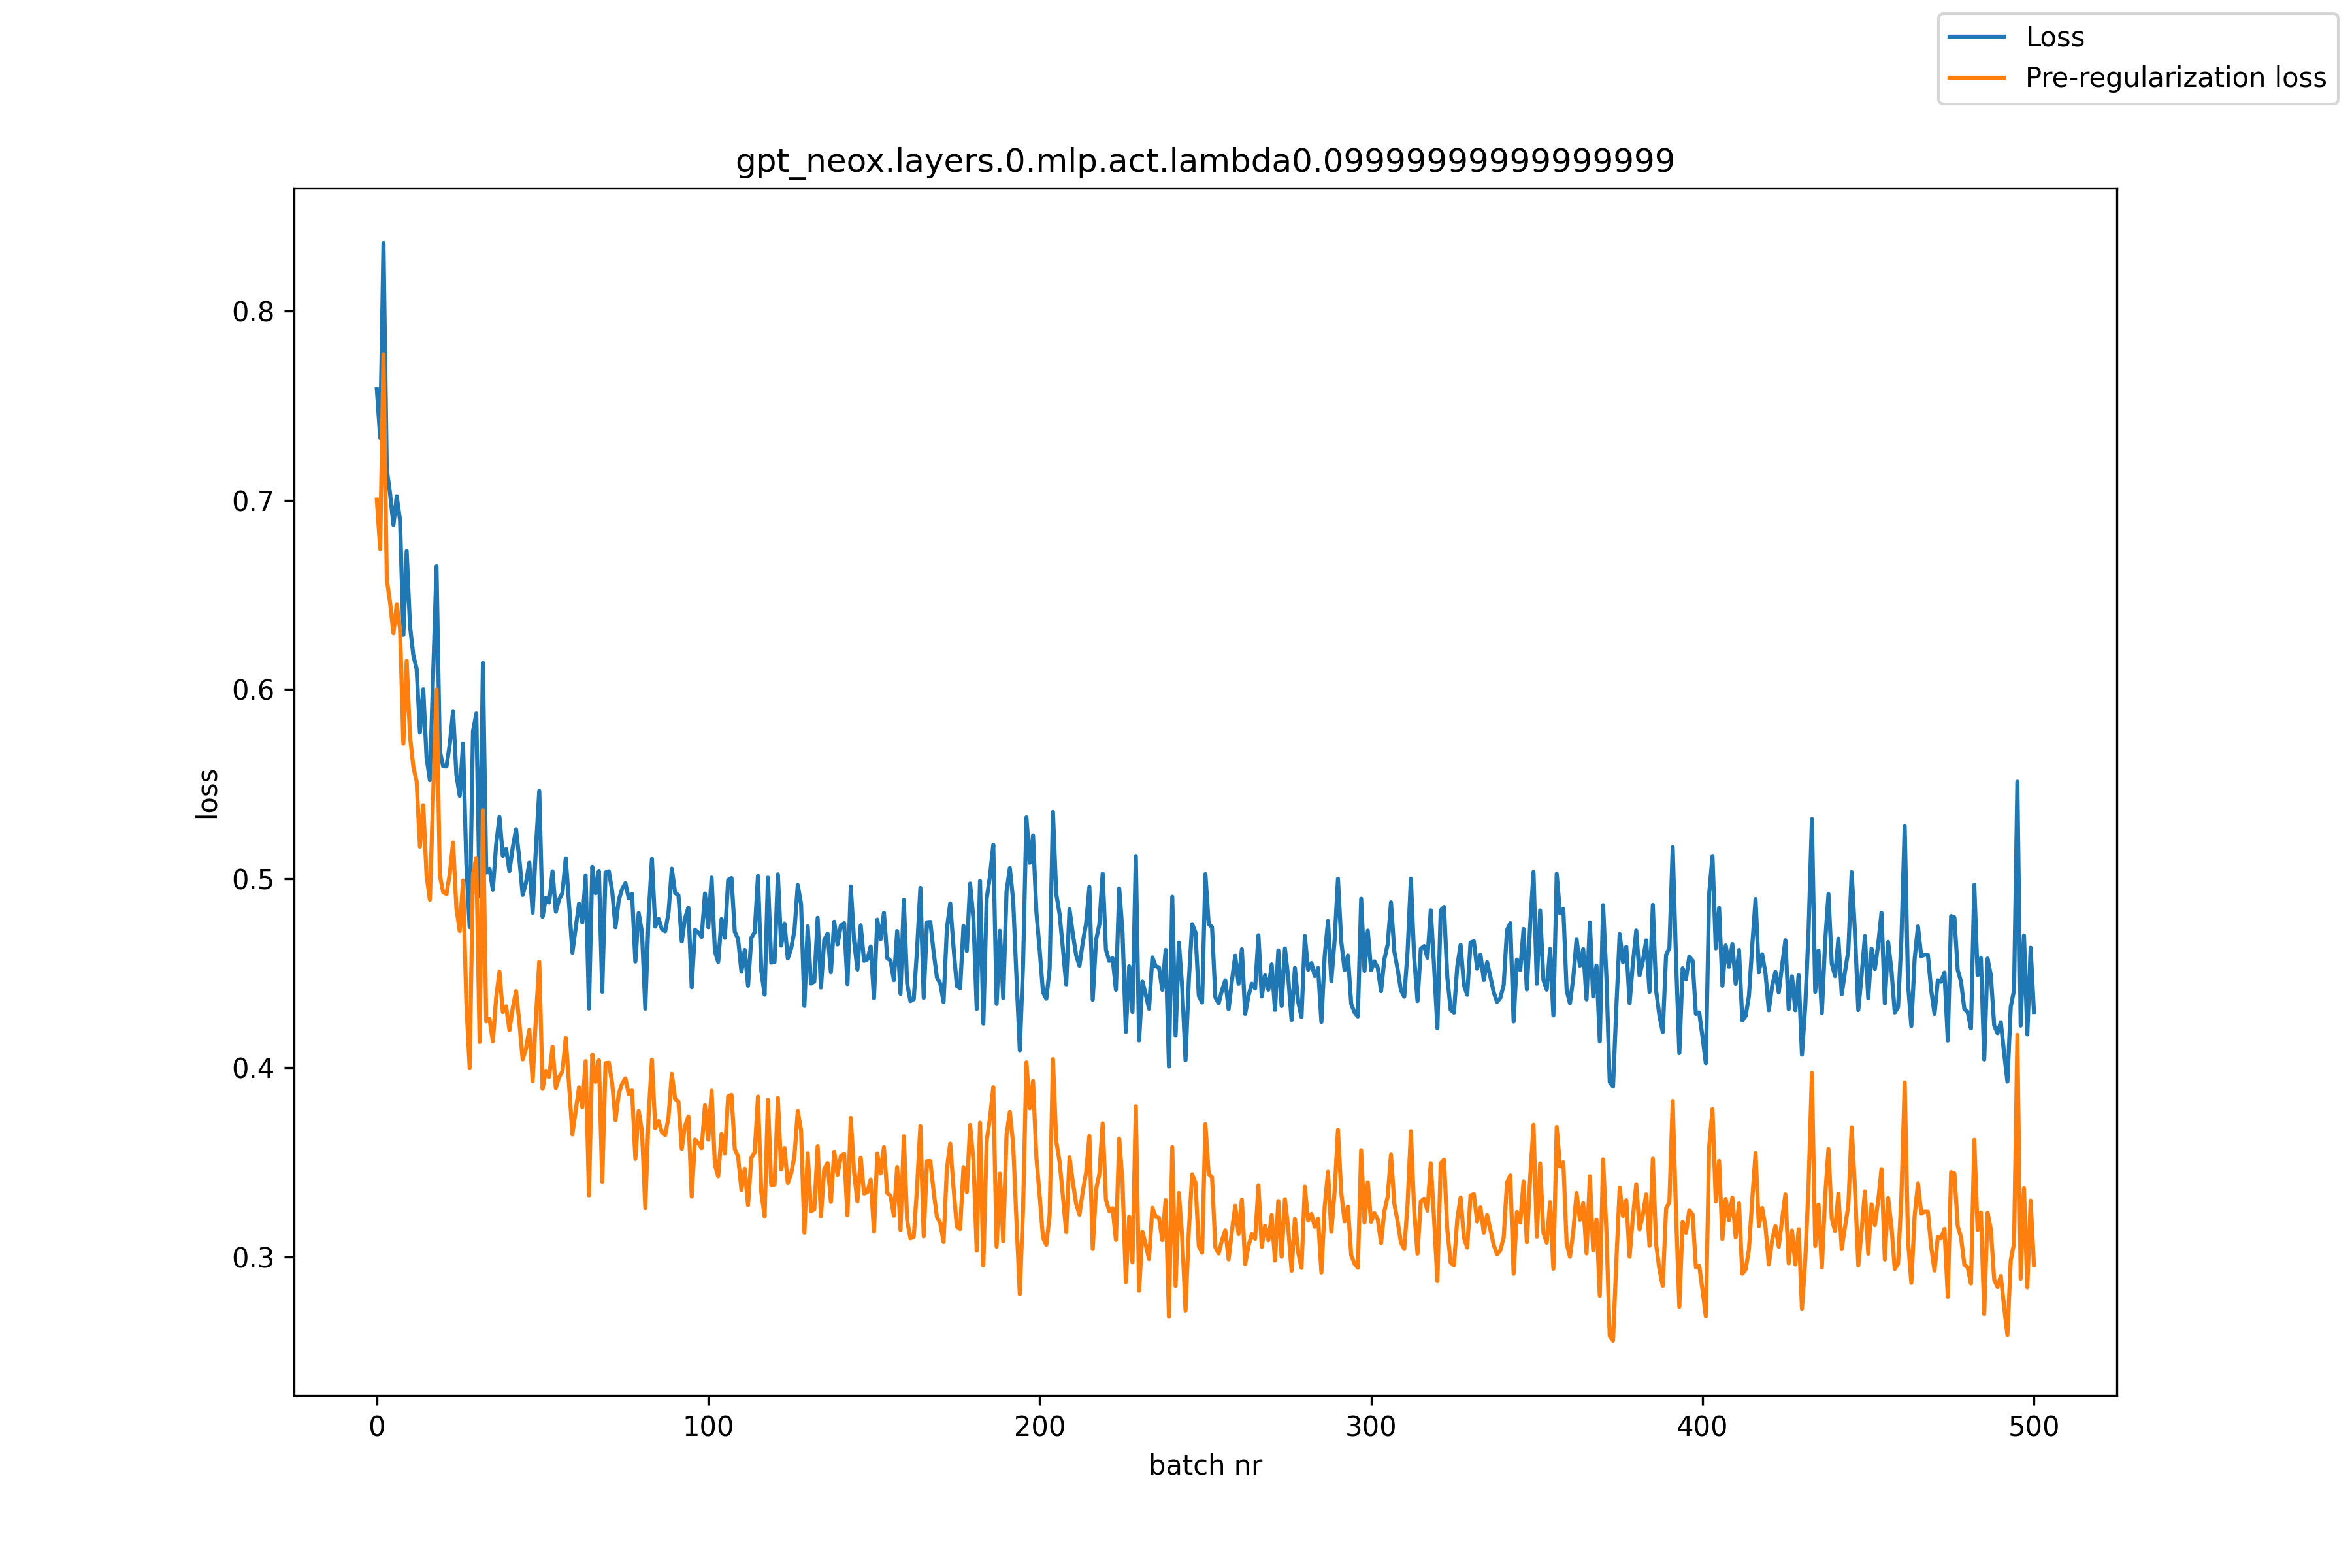 Loss
Pre-regularization loss
gpt_neox.layers.0.mlp.act.lambda0.09999999999999999
0.8
0.7
0.6
0.5
0.4
0.3
loss
0 100 200 300 400 500
batch nr